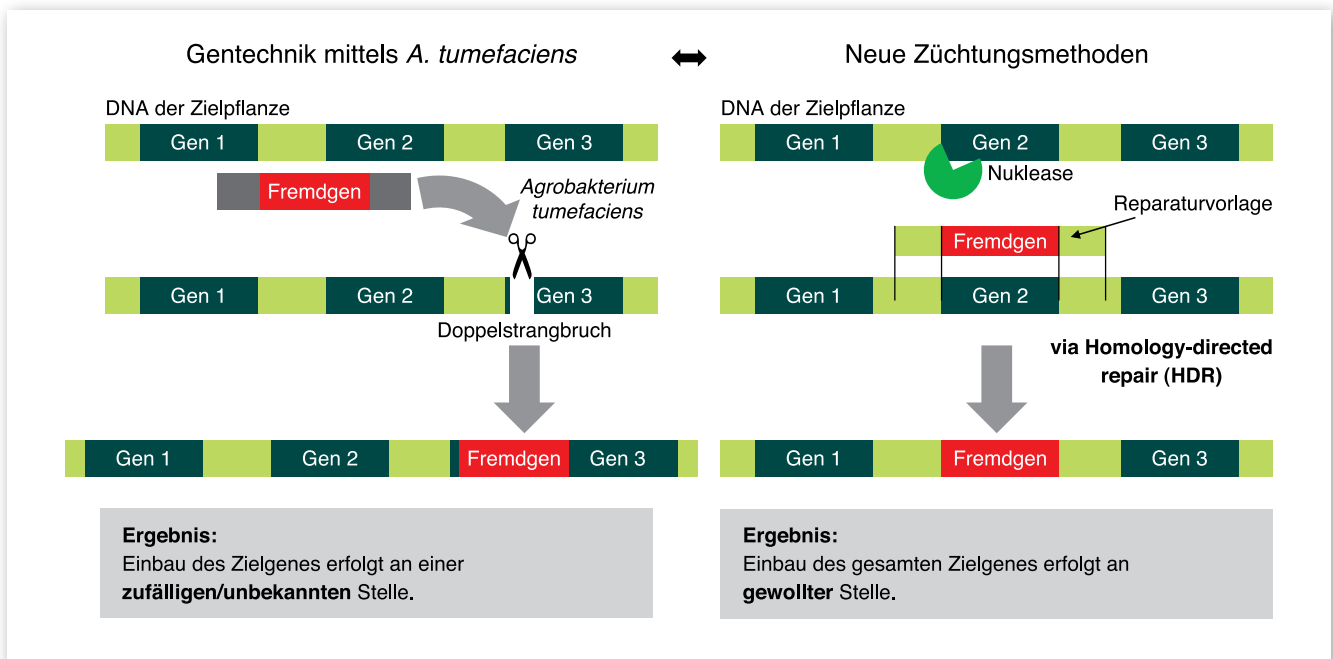 Gentechnik mittels A. tumefaciens
DNA der Zielpflanze
Gen 1 Gen 2 Gen 3
Fremdgen
Agrobakterium
tumefaciens
Gen 1 Gen 2 Gen 3
Doppelstrangbruch
Gen 1 Gen 2 Fremdgen Gen 3
Ergebnis:
Einbau des Zielgenes erfolgt an einer
zufälligen/unbekannten Stelle.
Neue Züchtungsmethoden
DNA der Zielpflanze
Gen 1 Gen 2 Gen 3
Nuklease
Reparaturvorlage
Fremdgen
Gen 1 Gen 2 Gen 3
via Homology-directed
repair (HDR)
Gen 1 Fremdgen Gen 3
Ergebnis:
Einbau des gesamten Zielgenes erfolgt an
gewollter Stelle.